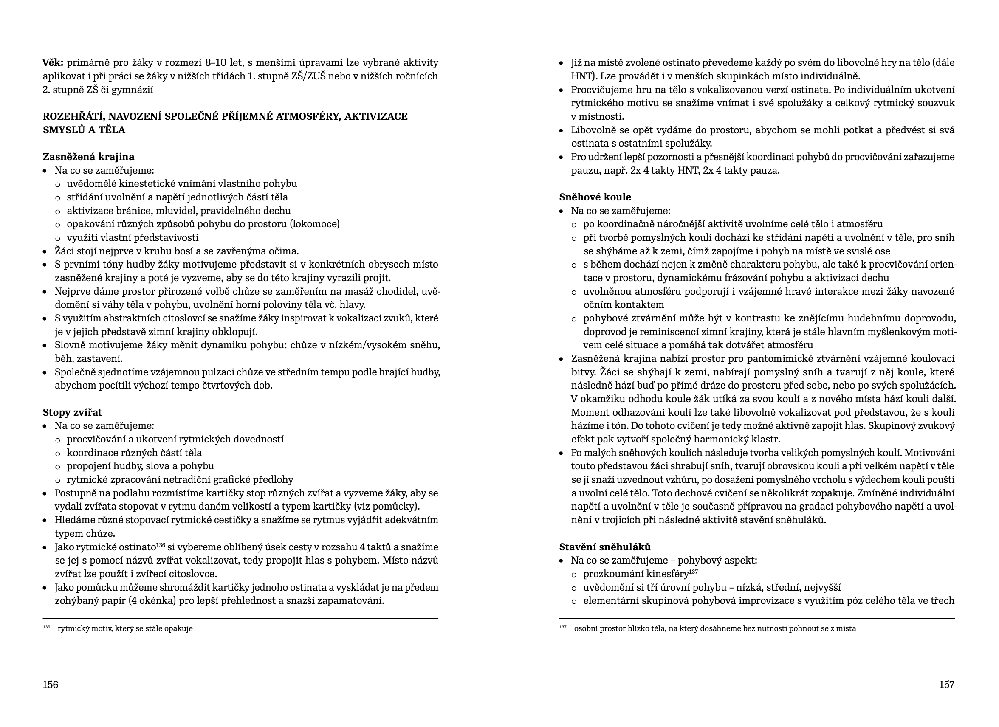 Věk: primárně pro žáky v rozmezí 8–10 let, s menšími úpravami lze vybrané aktivity
aplikovat i při práci se žáky v nižších třídách 1. stupně ZŠ/ZUŠ nebo v nižších ročnících
2. stupně ZŠ či gymnázií
ROZEHŘÁTÍ, NAVOZENÍ SPOLEČNÉ PŘÍJEMNÉ ATMOSFÉRY, AKTIVIZACE
SMYSLŮ A TĚLA
Zasněžená krajina
• Na co se zaměřujeme:
○ uvědomělé kinestetické vnímání vlastního pohybu
○ střídání uvolnění a napětí jednotlivých částí těla
○ aktivizace bránice, mluvidel, pravidelného dechu
○ opakování různých způsobů pohybu do prostoru (lokomoce)
○ využití vlastní představivosti
• Žáci stojí nejprve v kruhu bosí a se zavřenýma očima.
• S prvními tóny hudby žáky motivujeme představit si v konkrétních obrysech místo
zasněžené krajiny a poté je vyzveme, aby se do této krajiny vyrazili projít.
• Nejprve dáme prostor přirozené volbě chůze se zaměřením na masáž chodidel, uvě-
domění si váhy těla v pohybu, uvolnění horní poloviny těla vč. hlavy.
• S využitím abstraktních citoslovcí se snažíme žáky inspirovat k vokalizaci zvuků, které
je v jejich představě zimní krajiny obklopují.
• Slovně motivujeme žáky měnit dynamiku pohybu: chůze v nízkém/vysokém sněhu,
běh, zastavení.
• Společně sjednotíme vzájemnou pulzaci chůze ve středním tempu podle hrající hudby,
abychom pocítili výchozí tempo čtvrťových dob.
Stopy zvířat
• Na co se zaměřujeme:
○ procvičování a ukotvení rytmických dovedností
○ koordinace různých částí těla
○ propojení hudby, slova a pohybu
○ rytmické zpracování netradiční grafické předlohy
• Postupně na podlahu rozmístíme kartičky stop různých zvířat a vyzveme žáky, aby se
vydali zvířata stopovat v rytmu daném velikostí a typem kartičky (viz pomůcky).
• Hledáme různé stopovací rytmické cestičky a snažíme se rytmus vyjádřit adekvátním
typem chůze.
• Jako rytmické ostinato136 si vybereme oblíbený úsek cesty v rozsahu 4 taktů a snažíme
se jej s pomocí názvů zvířat vokalizovat, tedy propojit hlas s pohybem. Místo názvů
zvířat lze použít i zvířecí citoslovce.
• Jako pomůcku můžeme shromáždit kartičky jednoho ostinata a vyskládat je na předem
zohýbaný papír (4 okénka) pro lepší přehlednost a snazší zapamatování.
136 rytmický motiv, který se stále opakuje
156
• Již na místě zvolené ostinato převedeme každý po svém do libovolné hry na tělo (dále
HNT). Lze provádět i v menších skupinkách místo individuálně.
• Procvičujeme hru na tělo s vokalizovanou verzí ostinata. Po individuálním ukotvení
rytmického motivu se snažíme vnímat i své spolužáky a celkový rytmický souzvuk
v místnosti.
• Libovolně se opět vydáme do prostoru, abychom se mohli potkat a předvést si svá
ostinata s ostatními spolužáky.
• Pro udržení lepší pozornosti a přesnější koordinaci pohybů do procvičování zařazujeme
pauzu, např. 2x 4 takty HNT, 2x 4 takty pauza.
Sněhové koule
• Na co se zaměřujeme:
○ po koordinačně náročnější aktivitě uvolníme celé tělo i atmosféru
○ při tvorbě pomyslných koulí dochází ke střídání napětí a uvolnění v těle, pro sníh
se shýbáme až k zemi, čímž zapojíme i pohyb na místě ve svislé ose
○ s během dochází nejen k změně charakteru pohybu, ale také k procvičování orien-
tace v prostoru, dynamickému frázování pohybu a aktivizaci dechu
○ uvolněnou atmosféru podporují i vzájemné hravé interakce mezi žáky navozené
očním kontaktem
○ pohybové ztvárnění může být v kontrastu ke znějícímu hudebnímu doprovodu,
doprovod je reminiscencí zimní krajiny, která je stále hlavním myšlenkovým moti-
vem celé situace a pomáhá tak dotvářet atmosféru
• Zasněžená krajina nabízí prostor pro pantomimické ztvárnění vzájemné koulovací
bitvy. Žáci se shýbají k zemi, nabírají pomyslný sníh a tvarují z něj koule, které
následně hází buď po přímé dráze do prostoru před sebe, nebo po svých spolužácích.
V okamžiku odhodu koule žák utíká za svou koulí a z nového místa hází kouli další.
Moment odhazování koulí lze také libovolně vokalizovat pod představou, že s koulí
házíme i tón. Do tohoto cvičení je tedy možné aktivně zapojit hlas. Skupinový zvukový
efekt pak vytvoří společný harmonický klastr.
• Po malých sněhových koulích následuje tvorba velikých pomyslných koulí. Motivováni
touto představou žáci shrabují sníh, tvarují obrovskou kouli a při velkém napětí v těle
se jí snaží uzvednout vzhůru, po dosažení pomyslného vrcholu s výdechem kouli pouští
a uvolní celé tělo. Toto dechové cvičení se několikrát zopakuje. Zmíněné individuální
napětí a uvolnění v těle je současně přípravou na gradaci pohybového napětí a uvol-
nění v trojicích při následné aktivitě stavění sněhuláků.
Stavění sněhuláků
• Na co se zaměřujeme – pohybový aspekt:
○ prozkoumání kinesféry137
○ uvědomění si tří úrovní pohybu – nízká, střední, nejvyšší
○ elementární skupinová pohybová improvizace s využitím póz celého těla ve třech
137 osobní prostor blízko těla, na který dosáhneme bez nutnosti pohnout se z místa
157